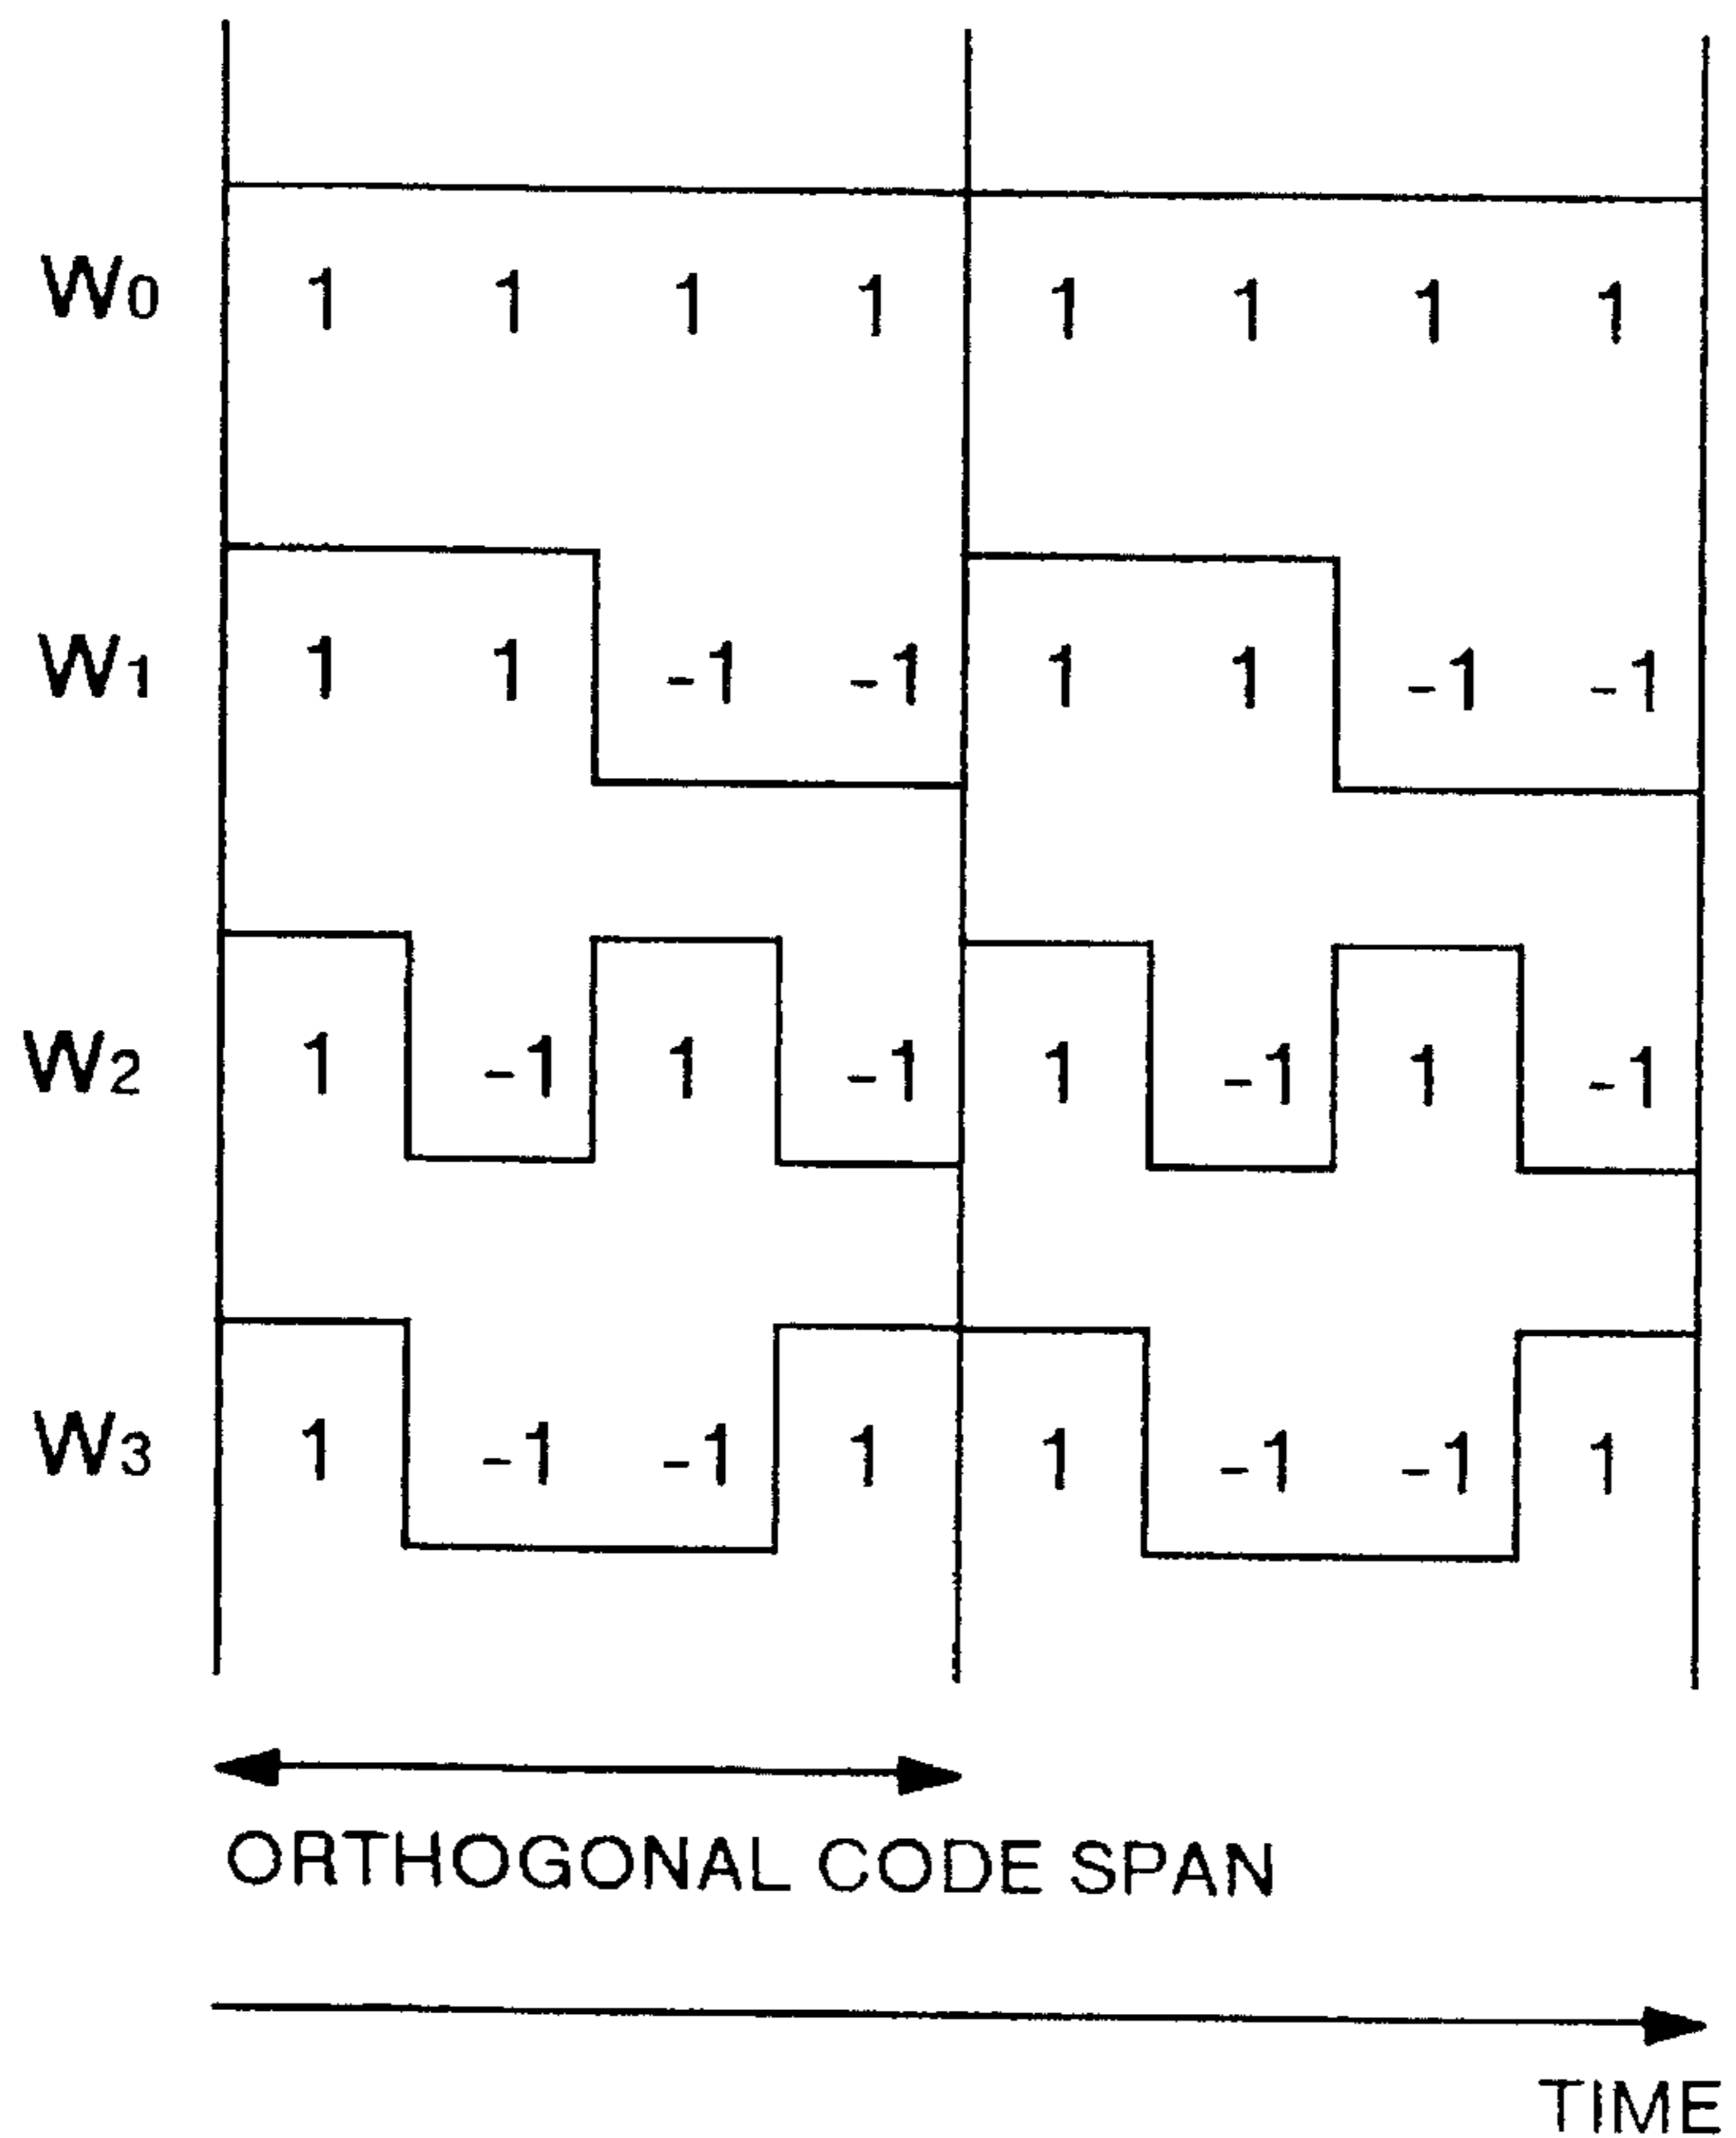 W0 1 1 1 1 1 1 1 1
W1 1 1 -1 -1 1 1 -1 -1
W2 1 -1 1 -1 1 -1 1 -1
W3 1 -1 -1 1 1 -1 -1 1
ORTHOGONAL CODE SPAN
TIME